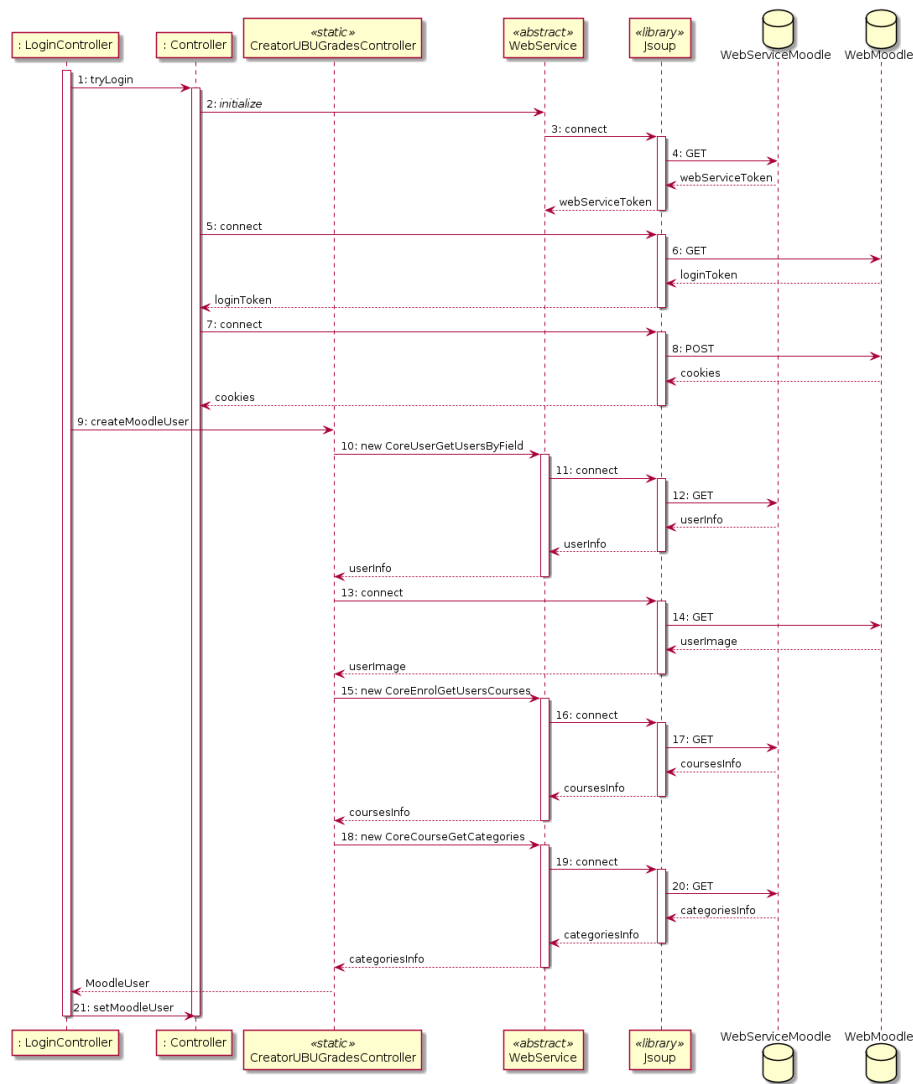 : LoginController
: Controller
«static»
CreatorUBUGradesController
«abstract»
WebService
«library»
Jsoup
WebServiceMoodle
WebMoodle
1: tryLogin
2: initialize
3: connect
4: GET
webServiceToken
webServiceToken
5: connect
6: GET
loginToken
loginToken
7: connect
8: POST
cookies
cookies
9: createMoodleUser
10: new CoreUserGetUsersByField
11: connect
12: GET
userInfo
userInfo
userInfo
13: connect
14: GET
userImage
userImage
15: new CoreEnrolGetUsersCourses
16: connect
17: GET
coursesInfo
coursesInfo
coursesInfo
18: new CoreCourseGetCategories
19: connect
20: GET
categoriesInfo
categoriesInfo
categoriesInfo
MoodleUser
21: setMoodleUser
: LoginController
: Controller
«static»
CreatorUBUGradesController
«abstract»
WebService
«library»
Jsoup
WebServiceMoodle
WebMoodle